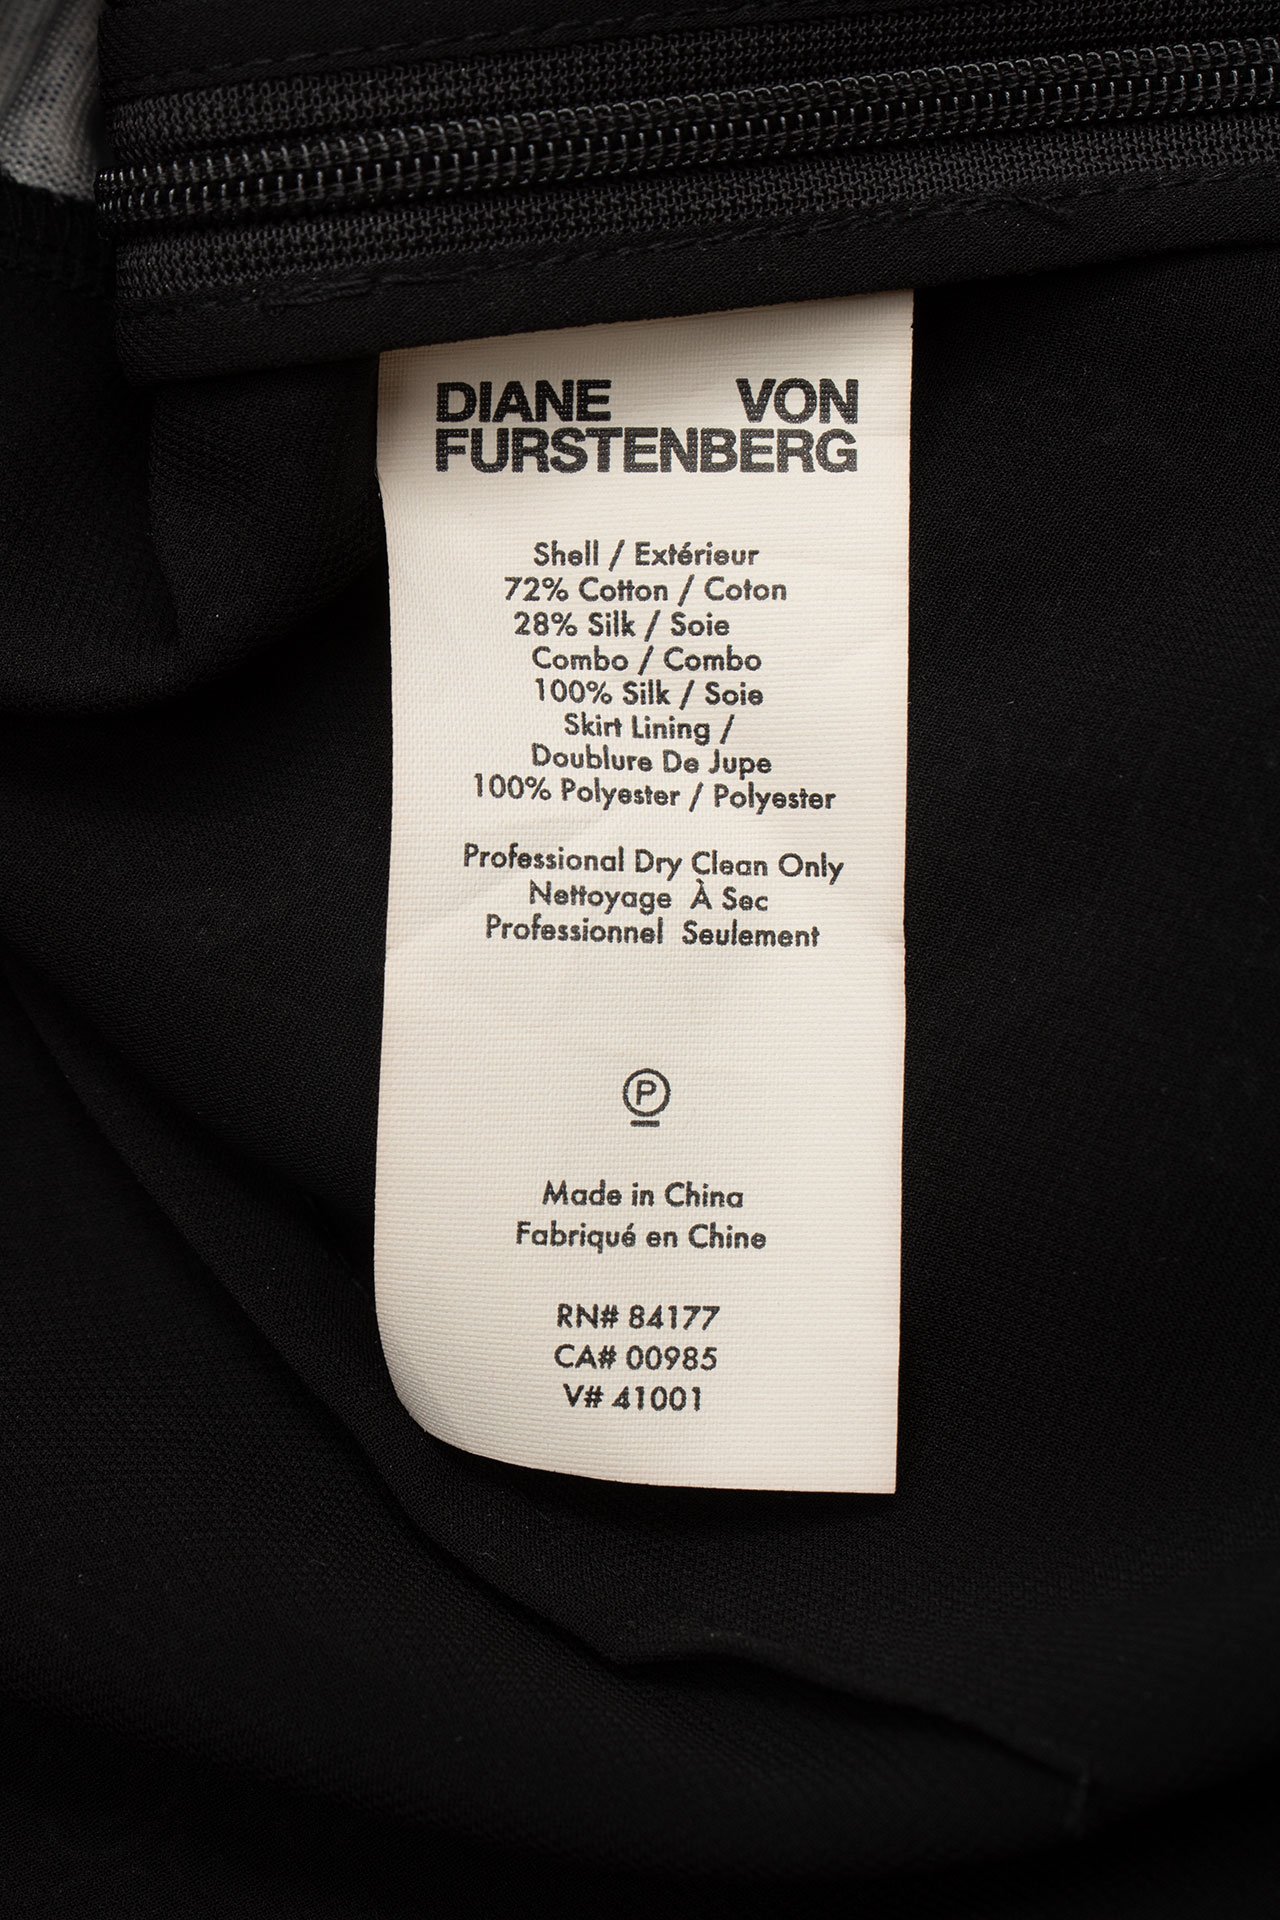 DIANE VON
FURSTENBERG
Shell / Extérieur
72% Cotton / Coton
28% Silk / Soie
Combo / Combo
100% Silk / Soie
Skirt Lining /
Doublure De Jupe
100% Polyester / Polyester
Professional Dry Clean Only
Nettoyage À Sec
Professionnel Seulement
P
Made in China
Fabriqué en Chine
RN# 84177
CA# 00985
V# 41001